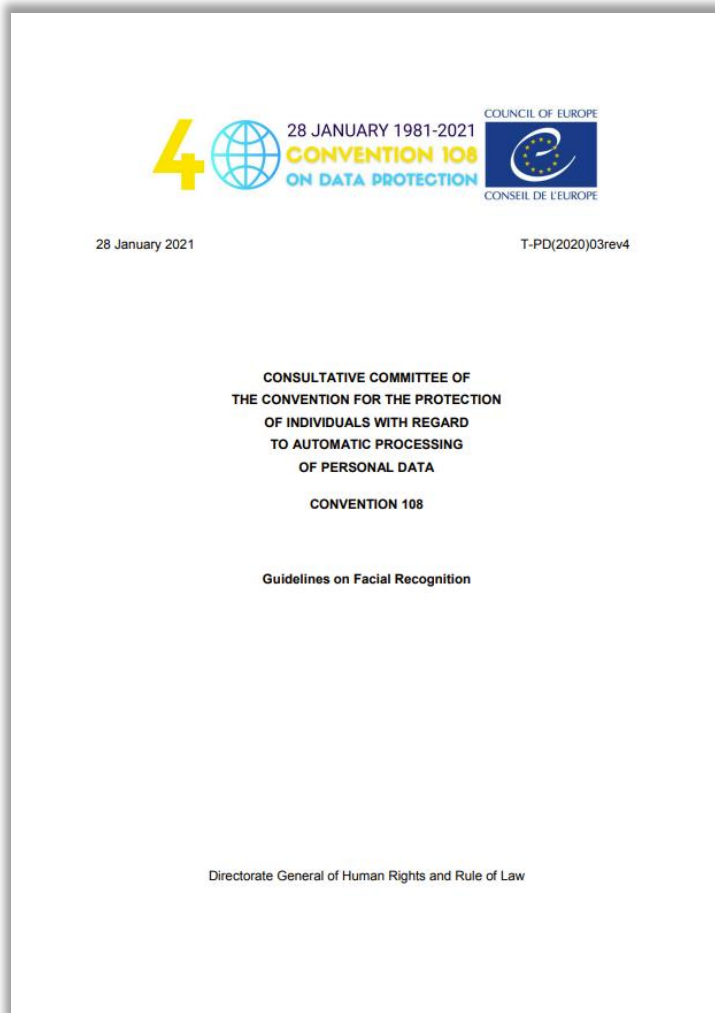 4
28 JANUARY 1981-2021
CONVENTION 108
ON DATA PROTECTION
COUNCIL OF EUROPE
CONSEIL DE L'EUROPE
28 January 2021
T-PD(2020)03rev4
CONSULTATIVE COMMITTEE OF
THE CONVENTION FOR THE PROTECTION
OF INDIVIDUALS WITH REGARD
TO AUTOMATIC PROCESSING
OF PERSONAL DATA
CONVENTION 108
Guidelines on Facial Recognition
Directorate General of Human Rights and Rule of Law